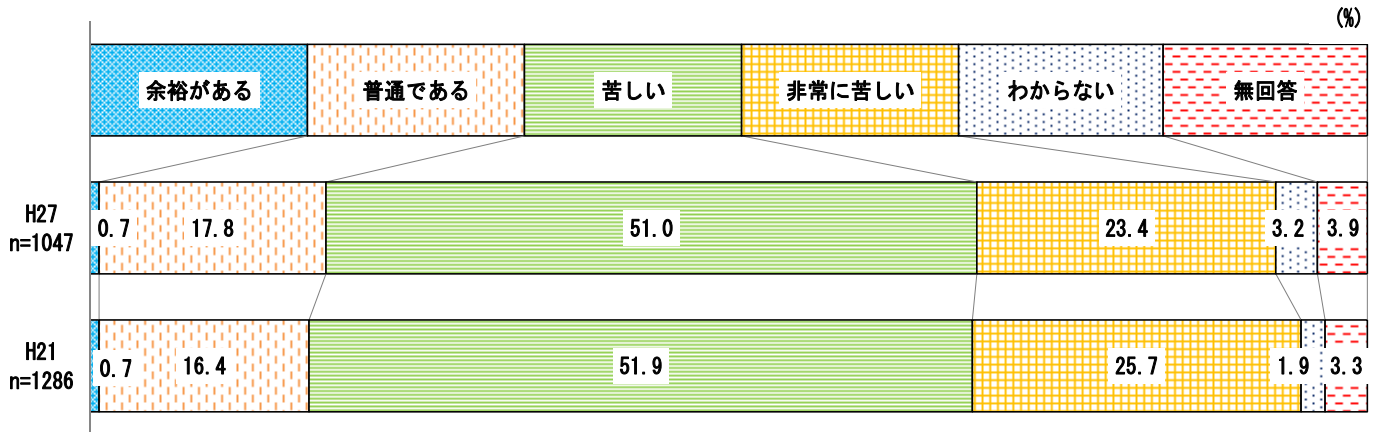 (%)
余裕がある 普通である 苦しい 非常に苦しい わからない 無回答
H27
n=1047
0.7 17.8 51.0 23.4 3.2 3.9
H21
n=1286
0.7 16.4 51.9 25.7 1.9 3.3